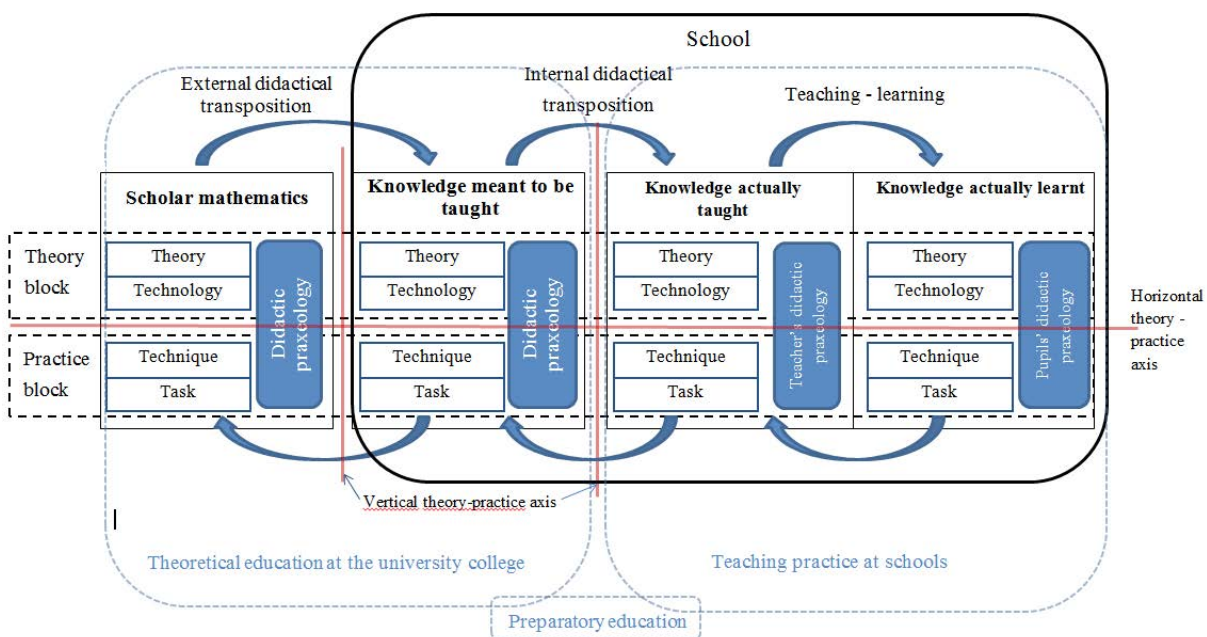 School
External didactical
transposition
Internal didactical
transposition
Teaching - learning
Scholar mathematics
Knowledge meant to be
taught
Knowledge actually
taught
Knowledge actually learnt
Theory
block
Theory
Technology
Didactic
praxeology
Theory
Technology
Didactic
praxeology
Theory
Technology
Teacher's didactic
praxeology
Theory
Technology
Pupils' didactic
praxeology
Horizontal
theory -
practice
axis
Practice
block
Technique
Task
Technique
Task
Technique
Task
Technique
Task
Vertical theory-practice axis
Theoretical education at the university college
Teaching practice at schools
Preparatory education